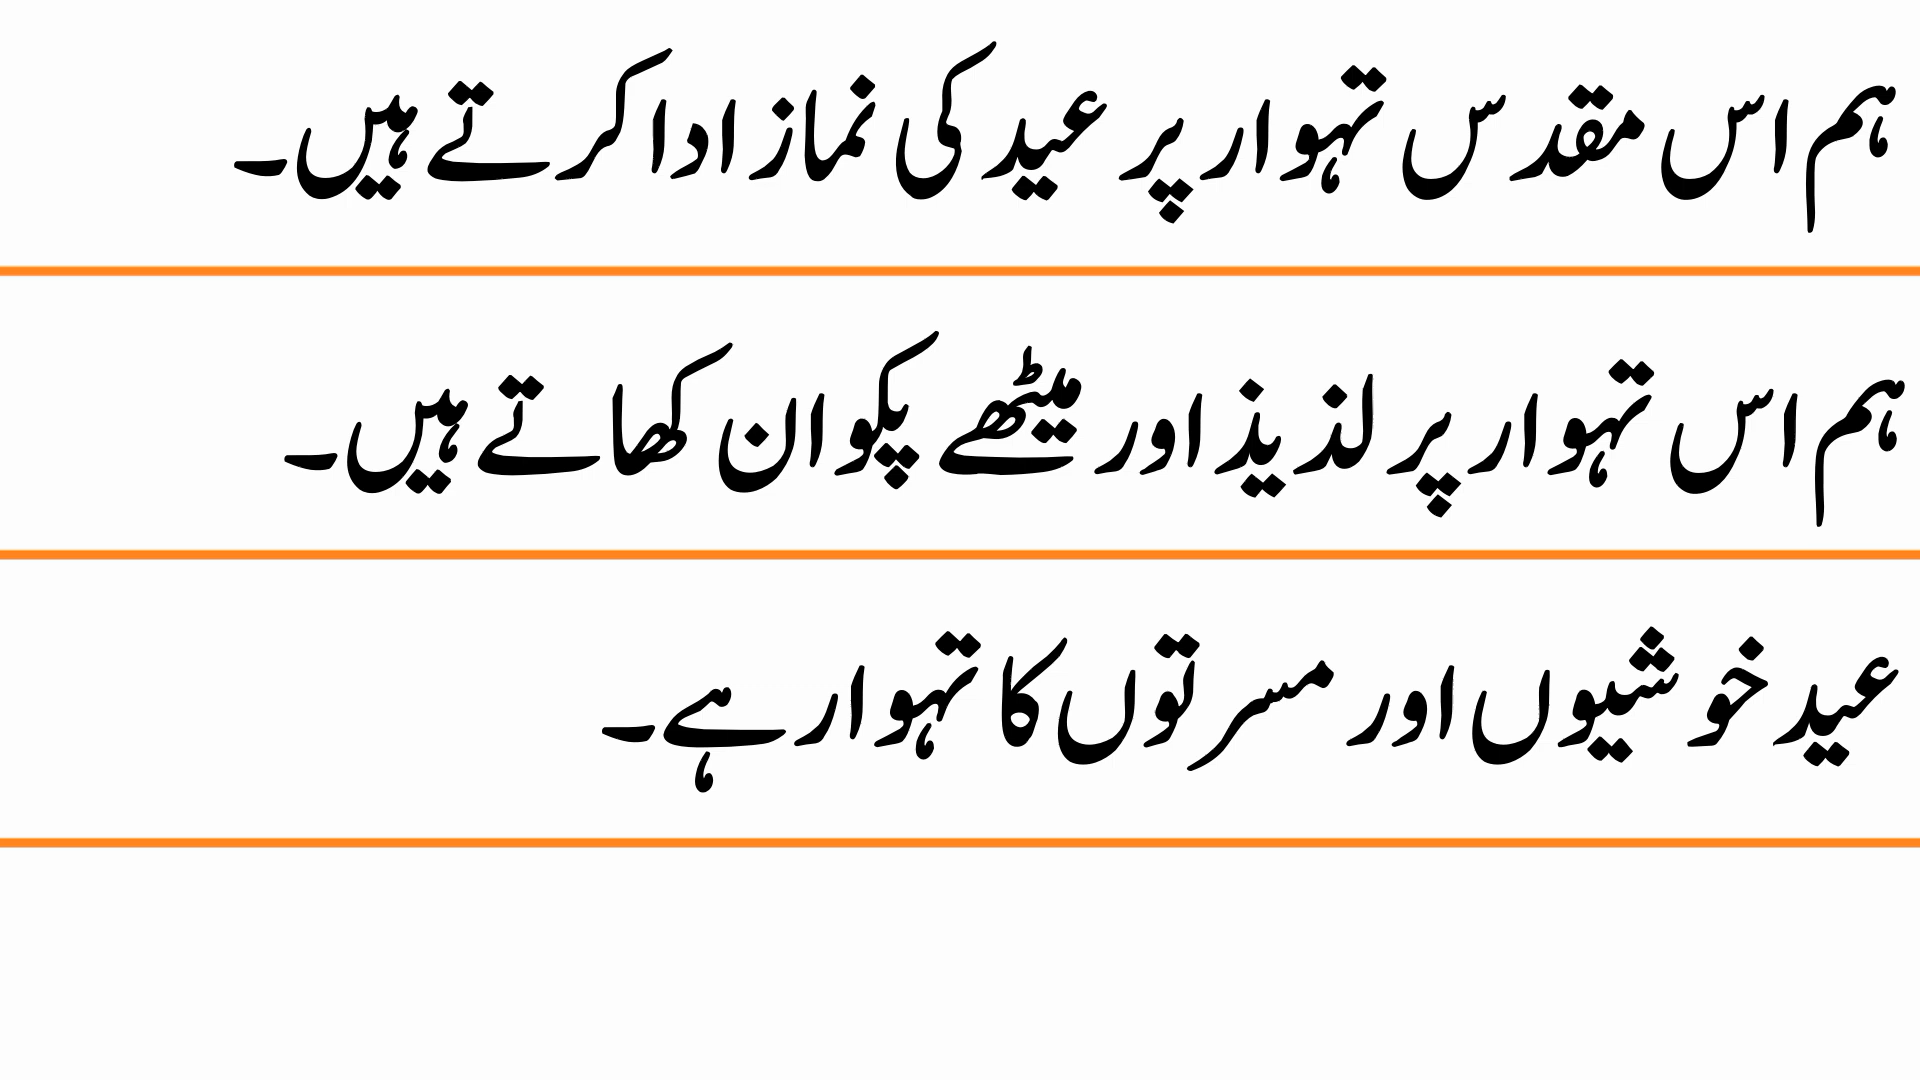 ہم اس مقدس تہوار پر عید کی نماز ادا کرتے ہیں۔
ہم اس تہوار پر لذیذ اور میٹھے پکوان کھاتے ہیں۔
عید خوشیوں اور مسرتوں کا تہوار ہے۔